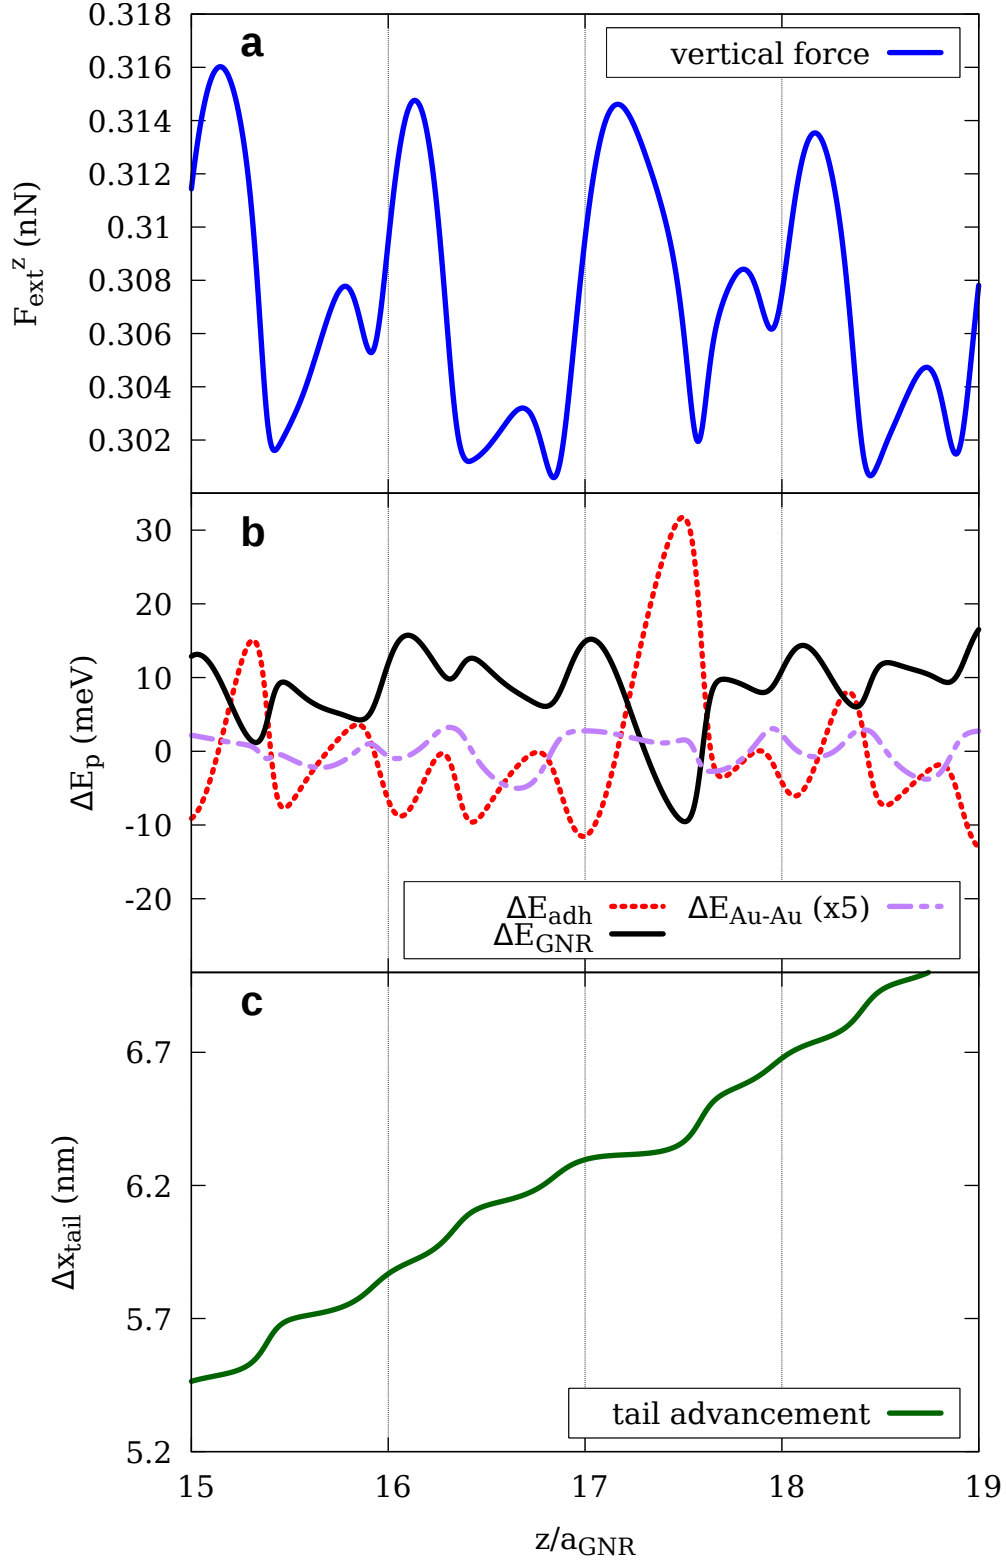 0.318
a
vertical force
0.316
0.314
0.312
0.31
0.308
0.306
0.304
0.302
F_ext^z (nN)
b
30
20
10
0
-10
-20
ΔE_p (meV)
ΔE_adh
ΔE_Au-Au (x5)
ΔE_GNR
c
6.7
6.2
5.7
5.2
Δx_tail (nm)
tail advancement
15 16 17 18 19
z/a_GNR